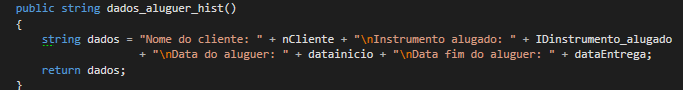 public string dados_aluguer_hist()
{
string dados = "Nome do cliente: " + nCliente + "\nInstrumento alugado: " + IDinstrumento_alugado
+ "\nData do aluguer: " + datainicio + "\nData fim do aluguer: " + dataEntrega;
return dados;
}